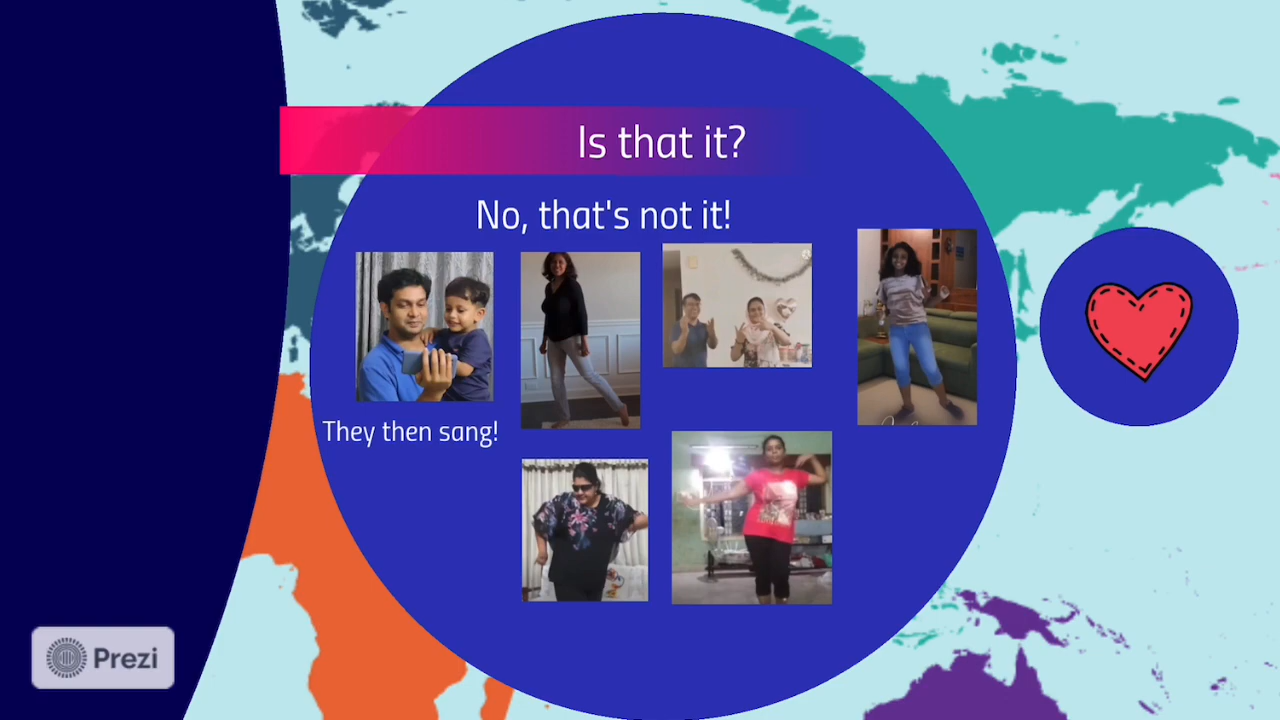 Is that it?
No, that's not it!
They then sang!
Prezi